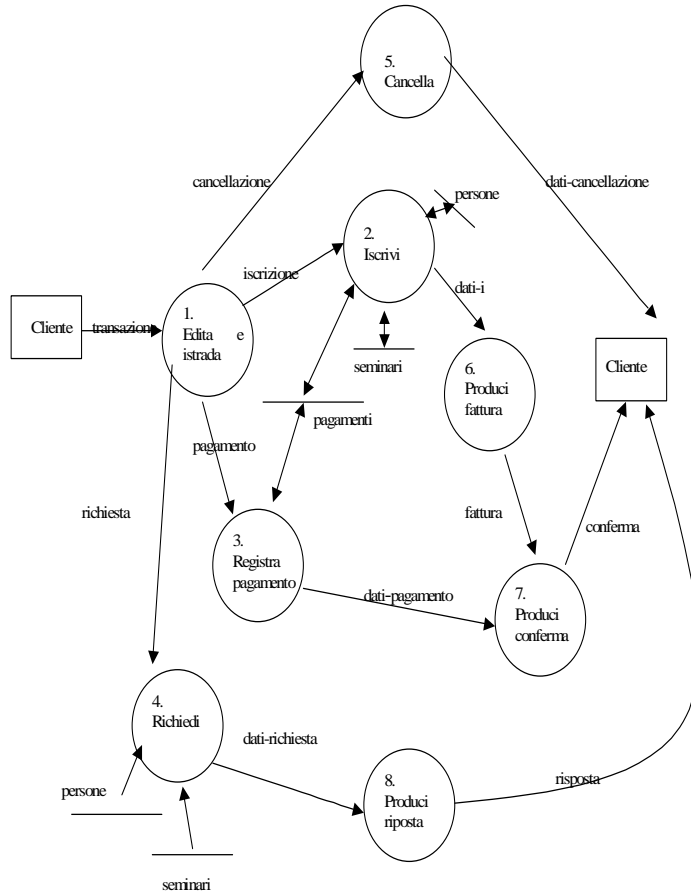 5.
Cancella
cancellazione
dati-cancellazione
persone
2.
Iscrivi
iscrizione
dati-i
Cliente
transazione
1.
Edita e
istrada
seminari
6.
Produci
fattura
Cliente
pagamenti
pagamento
richiesta
fattura
conferma
3.
Registra
pagamento
dati-pagamento
7.
Produci
conferma
4.
Richiedi
dati-richiesta
persone
8.
Produci
riposta
risposta
seminari